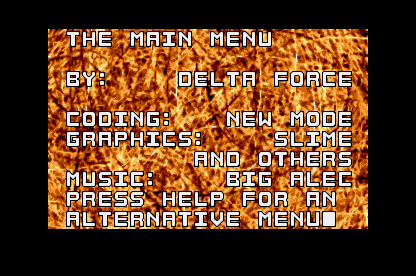 THE MAIN MENU
BY: DELTA FORCE
CODING: NEW MODE
GRAPHICS: SLIME
AND OTHERS
MUSIC: BIG ALEC
PRESS HELP FOR AN
ALTERNATIVE MENU